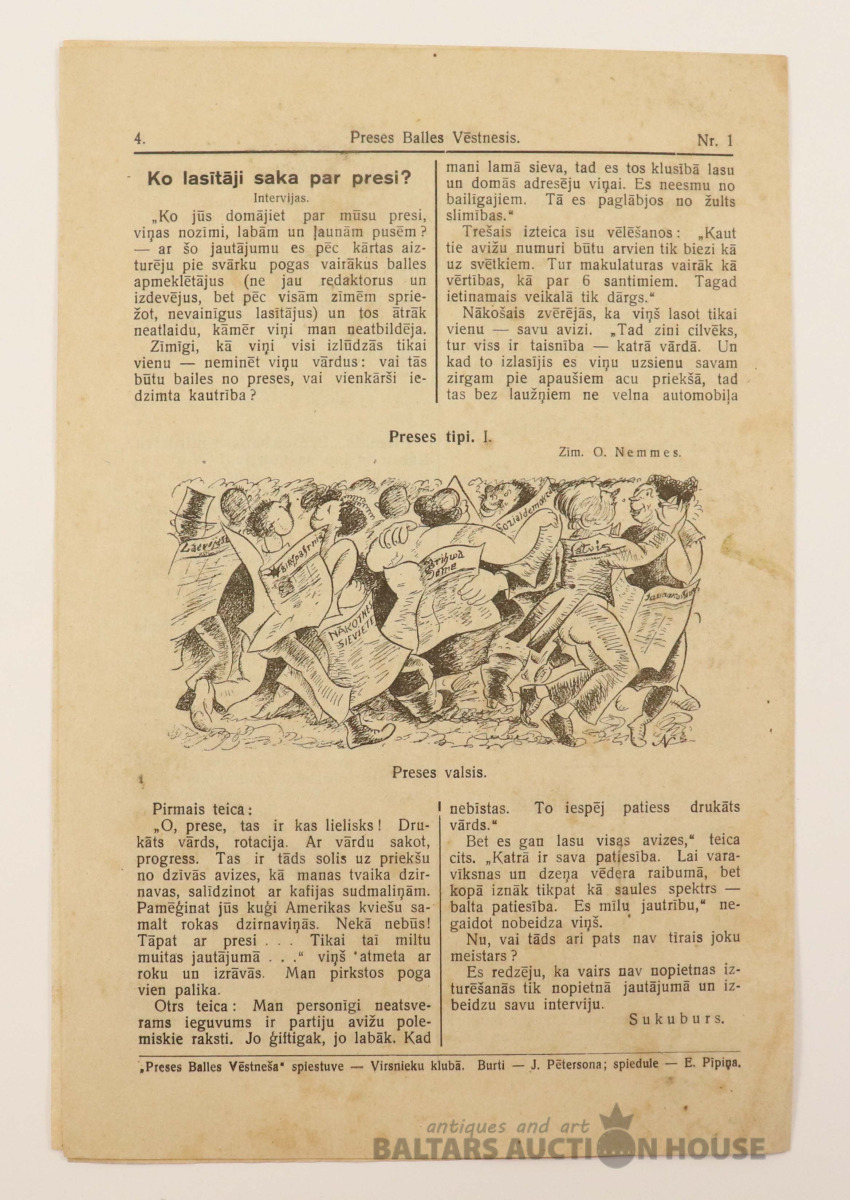 4.
Preses Balles Vēstnesis.
Nr. 1
Ko lasītāji saka par presi?
Intervijas.
„Ko jūs domājiet par mūsu presi,
viņas nozīmi, labām un ļaunām pusēm?
— ar šo jautājumu es pēc kārtas aiz-
turēju pie svārku pogas vairākus balles
apmeklētājus (ne jau redaktorus un
izdevējus, bet pēc visām zīmēm sprie-
žot, nevainīgus lasītājus) un tos ātrāk
neatlaidu, kāmēr viņi man neatbildēja.
Zīmīgi, kā viņi visi izlūdzās tikai
vienu — neminēt viņu vārdus: vai tās
būtu bailes no preses, vai vienkārši ie-
dzimta kautrība?
mani lamā sieva, tad es tos klusībā lasu
un domās adresēju viņai. Es neesmu no
bailīgajiem. Tā es paglābjos no žults
slimības.“
Trešais izteica īsu vēlēšanos: „Kaut
tie avižu numuri būtu arvien tik biezi kā
uz svētkiem. Tur makulaturas vairāk kā
vērtības, kā par 6 santimiem. Tagad
ietinamais veikalā tik dārgs.“
Nākošais zvērējās, ka viņš lasot tikai
vienu — savu avizi. „Tad zini cilvēks,
tur viss ir taisnība — katrā vārdā. Un
kad to izlasījis es viņu uzsienu savam
zirgam pie apaušiem acu priekšā, tad
tas bez laužņiem ne velna automobiļa
Preses tipi. I.
Zīm. O. Nemmes.
Sozialdemokrats
Latvis
NĀKOTNES
SIEVIETE
Preses valsis.
Pirmais teica:
„O, prese, tas ir kas lielisks! Dru-
kāts vārds, rotacija. Ar vārdu sakot,
progress. Tas ir tāds solis uz priekšu
no dzīvās avizes, kā manas tvaika dzir-
navas, salīdzinot ar kafijas sudmaliņām.
Pamēģinat jūs kuģi Amerikas kviešu sa-
malt rokas dzirnaviņās. Nekā nebūs!
Tāpat ar presi . . . Tikai tai miltu
muitas jautājumā . . .“ viņš atmeta ar
roku un izrāvās. Man pirkstos poga
vien palika.
Otrs teica: Man personīgi neatsve-
rams ieguvums ir partiju avižu pole-
miskie raksti. Jo ģiftigak, jo labāk. Kad
nebīstas. To iespēj patiess drukāts
vārds.“
Bet es gan lasu visas avizes,“ teica
cits. „Katrā ir sava patiesība. Lai vara-
vīksnas un dzeņa vēdera raibumā, bet
kopā iznāk tikpat kā saules spektrs —
balta patiesība. Es mīlu jautrību,“ ne-
gaidot nobeidza viņš.
Nu, vai tāds ari pats nav tīrais joku
meistars?
Es redzēju, ka vairs nav nopietnas iz-
turēšanās tik nopietnā jautājumā un iz-
beidzu savu interviju.
Sukuburs.
„Preses Balles Vēstneša“ spiestuve — Virsnieku klubā. Burti — J. Pētersona; spiedule — E. Pīpiņa.
antiques and art
BALTARS AUCTION HOUSE